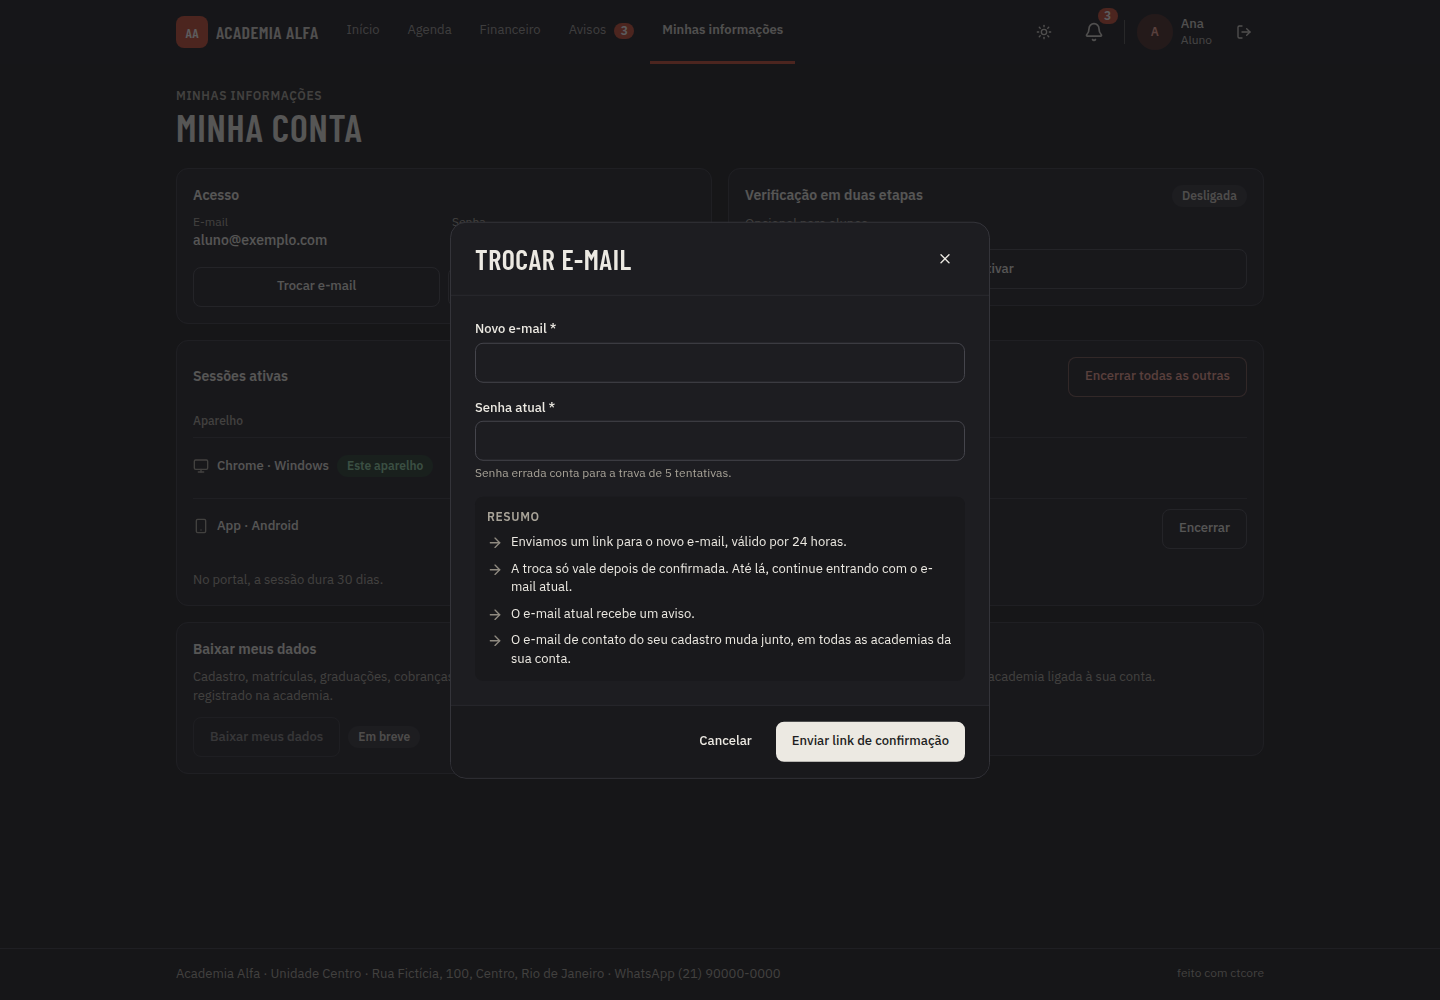 AA ACADEMIA ALFA Início Agenda Financeiro Avisos 3 Minhas informações 3 A Ana
Aluno
MINHAS INFORMAÇÕES
MINHA CONTA
Acesso
E-mail Senha
aluno@exemplo.com
Trocar e-mail
Verificação em duas etapas Desligada
TROCAR E-MAIL
Novo e-mail *
Senha atual *
Senha errada conta para a trava de 5 tentativas.
RESUMO
Enviamos um link para o novo e-mail, válido por 24 horas.
A troca só vale depois de confirmada. Até lá, continue entrando com o e-
mail atual.
O e-mail atual recebe um aviso.
O e-mail de contato do seu cadastro muda junto, em todas as academias da
sua conta.
Cancelar Enviar link de confirmação
Sessões ativas Encerrar todas as outras
Aparelho
Chrome · Windows Este aparelho
App · Android Encerrar
No portal, a sessão dura 30 dias.
Baixar meus dados
Cadastro, matrículas, graduações, cobranças
registrado na academia.
Baixar meus dados Em breve
academia ligada à sua conta.
Academia Alfa · Unidade Centro · Rua Fictícia, 100, Centro, Rio de Janeiro · WhatsApp (21) 90000-0000 feito com ctcore